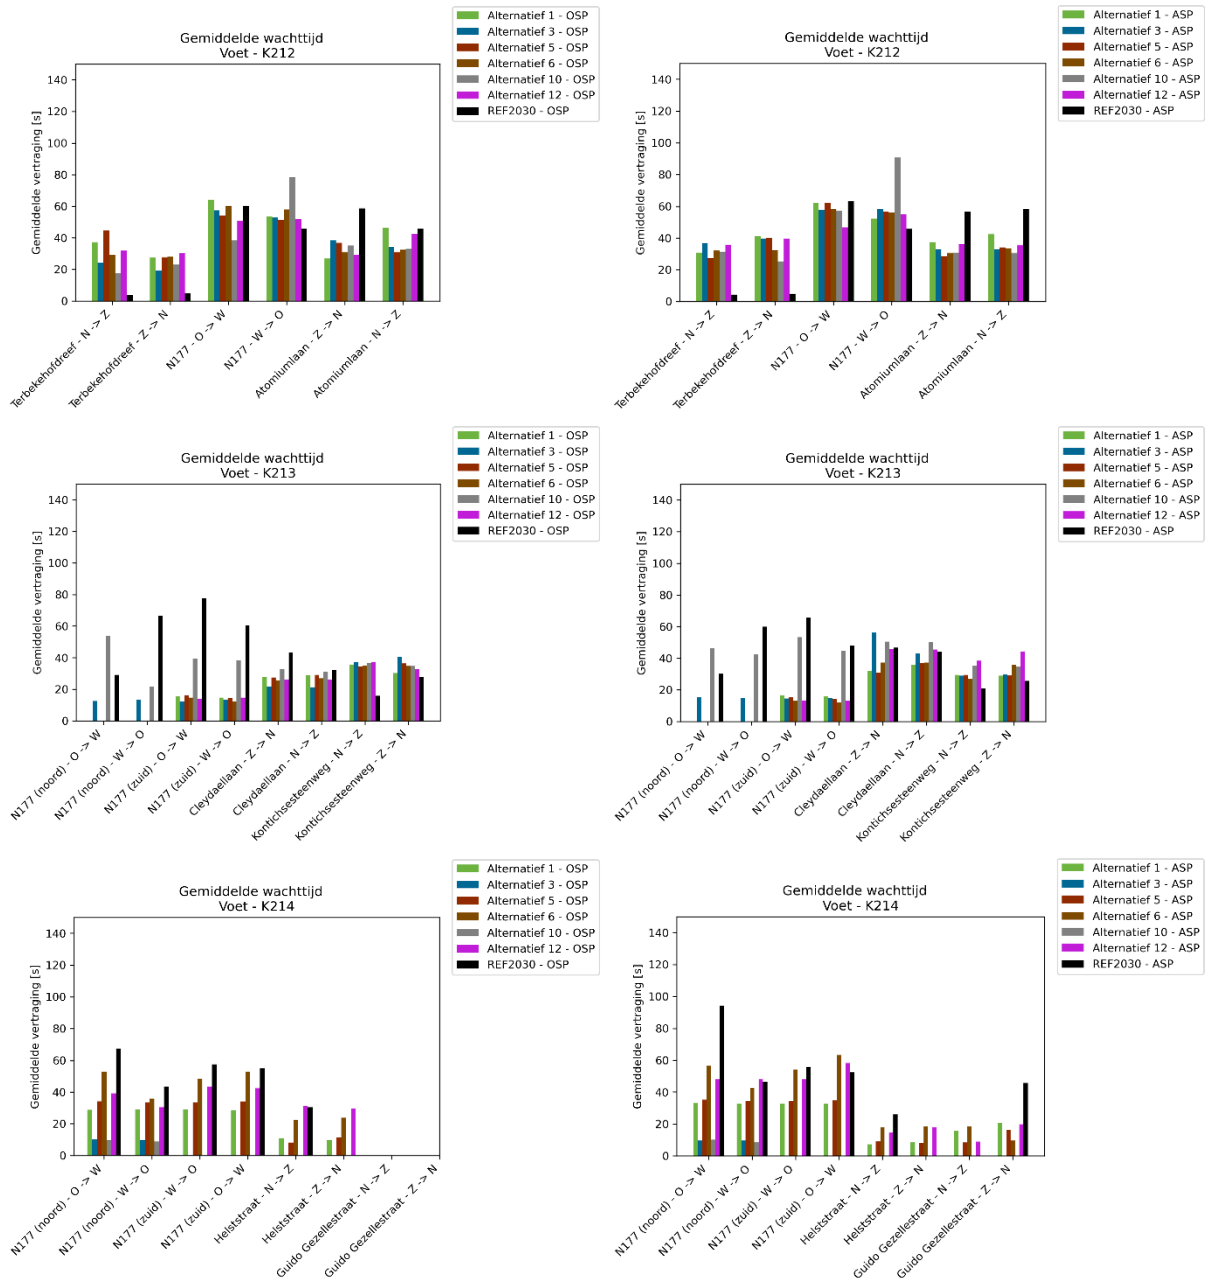 Gemiddelde wachttijd
Voet - K212
Alternatief 1 - OSP
Alternatief 3 - OSP
Alternatief 5 - OSP
Alternatief 6 - OSP
Alternatief 10 - OSP
Alternatief 12 - OSP
REF2030 - OSP
Gemiddelde vertraging [s]
140
120
100
80
60
40
20
0
Terbekehofdreef - N -> Z
Terbekehofdreef - Z -> N
N177 - O -> W
N177 - W -> O
Atomiumlaan - Z -> N
Atomiumlaan - N -> Z
Gemiddelde wachttijd
Voet - K212
Alternatief 1 - ASP
Alternatief 3 - ASP
Alternatief 5 - ASP
Alternatief 6 - ASP
Alternatief 10 - ASP
Alternatief 12 - ASP
REF2030 - ASP
Gemiddelde vertraging [s]
140
120
100
80
60
40
20
0
Terbekehofdreef - N -> Z
Terbekehofdreef - Z -> N
N177 - O -> W
N177 - W -> O
Atomiumlaan - Z -> N
Atomiumlaan - N -> Z
Gemiddelde wachttijd
Voet - K213
Alternatief 1 - OSP
Alternatief 3 - OSP
Alternatief 5 - OSP
Alternatief 6 - OSP
Alternatief 10 - OSP
Alternatief 12 - OSP
REF2030 - OSP
Gemiddelde vertraging [s]
140
120
100
80
60
40
20
0
N177 (noord) - O -> W
N177 (noord) - W -> O
N177 (zuid) - O -> W
N177 (zuid) - W -> O
Cleydaellaan - Z -> N
Cleydaellaan - N -> Z
Kontichsesteenweg - N -> Z
Kontichsesteenweg - Z -> N
Gemiddelde wachttijd
Voet - K213
Alternatief 1 - ASP
Alternatief 3 - ASP
Alternatief 5 - ASP
Alternatief 6 - ASP
Alternatief 10 - ASP
Alternatief 12 - ASP
REF2030 - ASP
Gemiddelde vertraging [s]
140
120
100
80
60
40
20
0
N177 (noord) - O -> W
N177 (noord) - W -> O
N177 (zuid) - O -> W
N177 (zuid) - W -> O
Cleydaellaan - Z -> N
Cleydaellaan - N -> Z
Kontichsesteenweg - N -> Z
Kontichsesteenweg - Z -> N
Gemiddelde wachttijd
Voet - K214
Alternatief 1 - OSP
Alternatief 3 - OSP
Alternatief 5 - OSP
Alternatief 6 - OSP
Alternatief 10 - OSP
Alternatief 12 - OSP
REF2030 - OSP
Gemiddelde vertraging [s]
140
120
100
80
60
40
20
0
N177 (noord) - O -> W
N177 (noord) - W -> O
N177 (zuid) - W -> O
N177 (zuid) - O -> W
Helststraat - N -> Z
Helststraat - Z -> N
Guido Gezellestraat - N -> Z
Guido Gezellestraat - Z -> N
Gemiddelde wachttijd
Voet - K214
Alternatief 1 - ASP
Alternatief 3 - ASP
Alternatief 5 - ASP
Alternatief 6 - ASP
Alternatief 10 - ASP
Alternatief 12 - ASP
REF2030 - ASP
Gemiddelde vertraging [s]
140
120
100
80
60
40
20
0
N177 (noord) - O -> W
N177 (noord) - W -> O
N177 (zuid) - W -> O
N177 (zuid) - O -> W
Helststraat - N -> Z
Helststraat - Z -> N
Guido Gezellestraat - N -> Z
Guido Gezellestraat - Z -> N